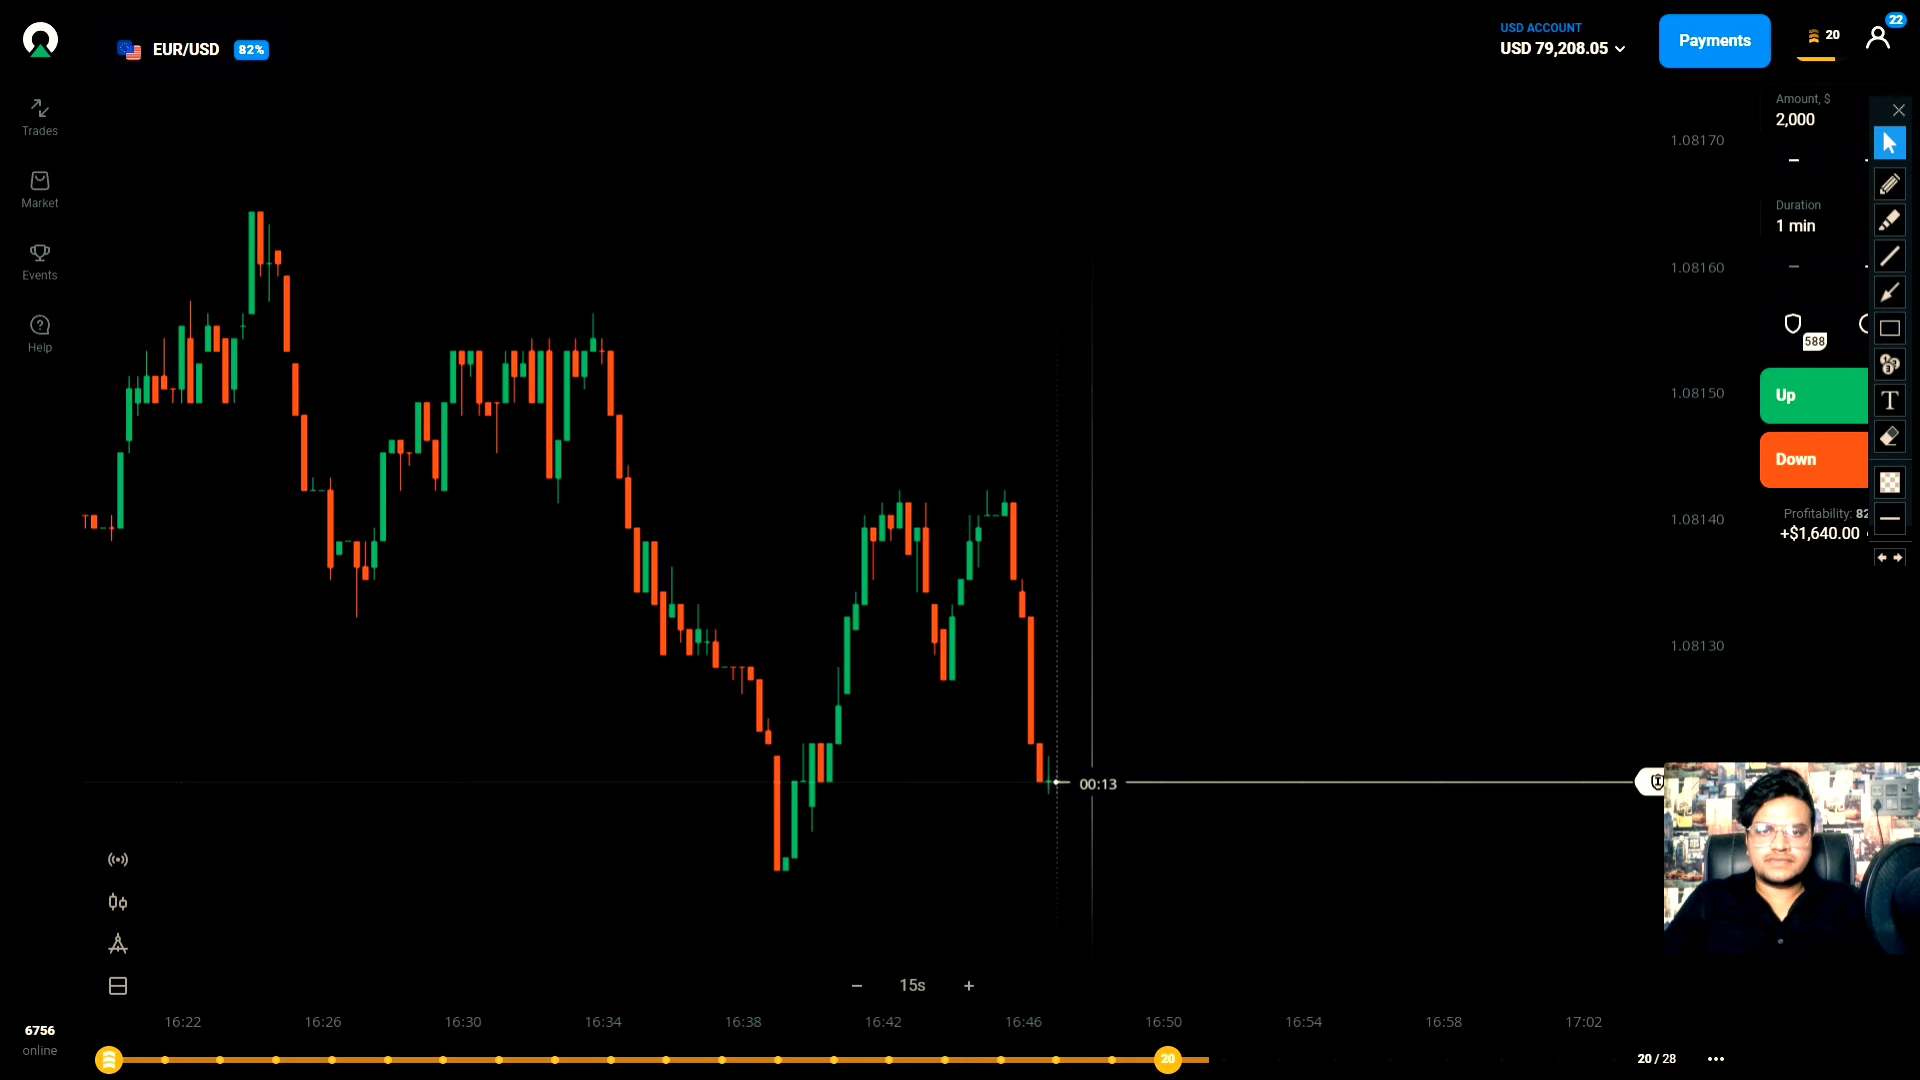 EUR/USD 82%
USD ACCOUNT
USD 79,208.05
Payments
20
22
Trades
Market
Events
Help
Amount, $
2,000
Duration
1 min
588
Up
Down
Profitability: 82
+$1,640.00
T
1.08170
1.08160
1.08150
1.08140
1.08130
00:13
15s
16:22 16:26 16:30 16:34 16:38 16:42 16:46 16:50 16:54 16:58 17:02
6756
online
20
20 / 28